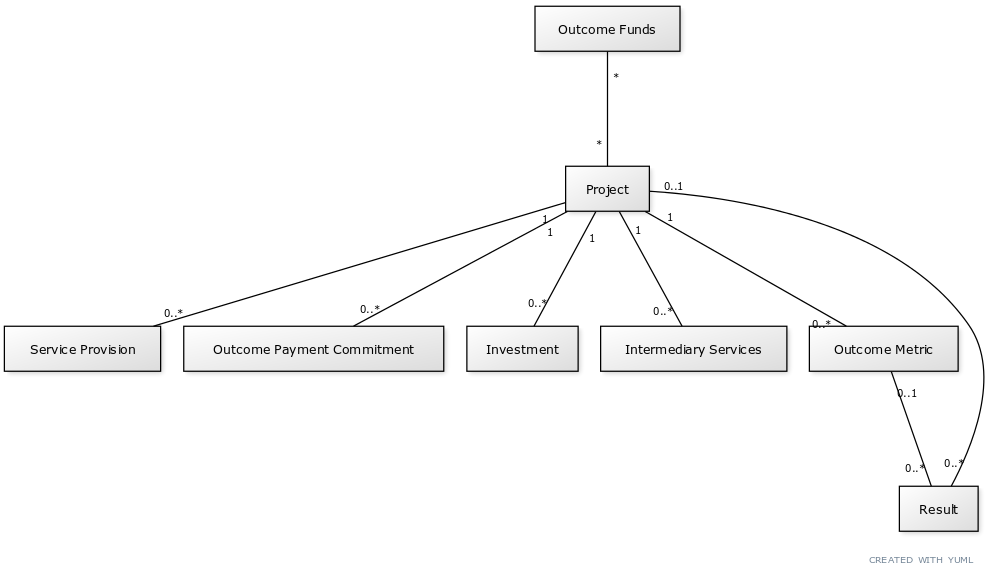 Outcome Funds
*
*
Project
0..1
1
1
1
1
1
0..*
0..*
0..*
0..*
0..*
Service Provision
Outcome Payment Commitment
Investment
Intermediary Services
Outcome Metric
0..1
0..*
0..*
Result
CREATED WITH YUML